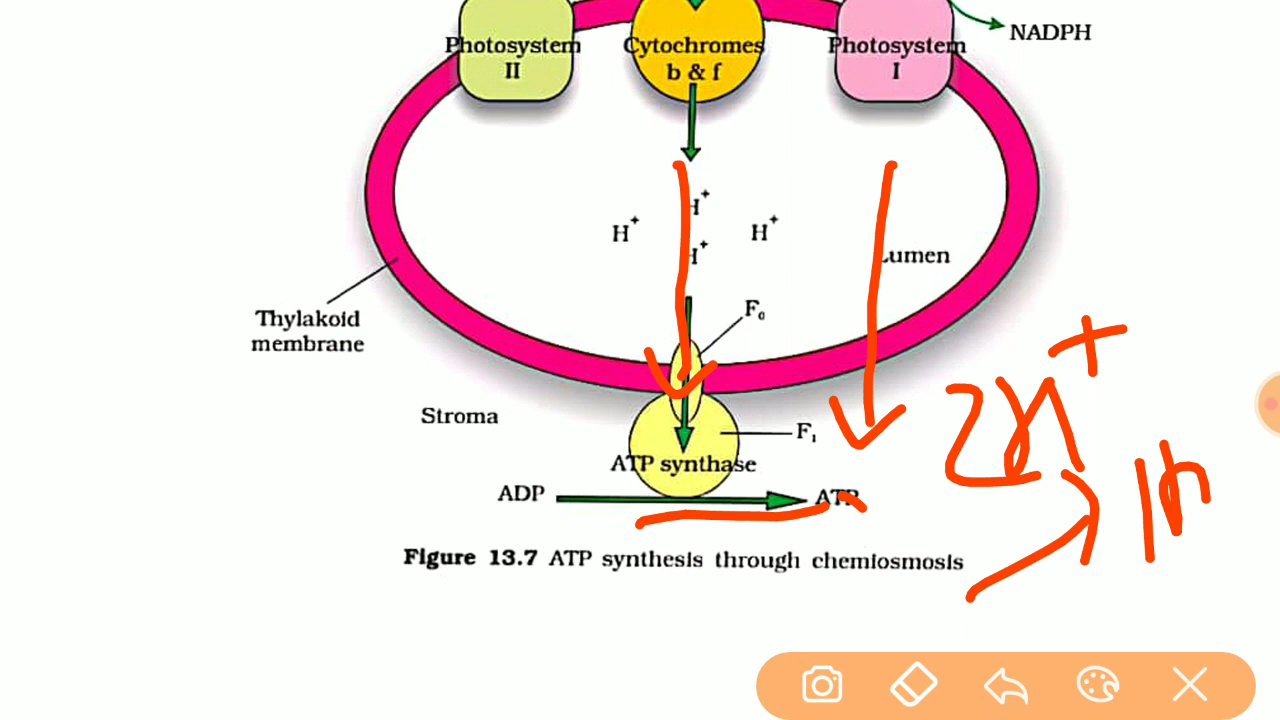 NADPH
Photosystem II
Cytochromes b & f
Photosystem I
H+
H+
H+
H+
Lumen
F0
Thylakoid membrane
Stroma
F1
ATP synthase
ADP
ATP
2H+
Figure 13.7 ATP synthesis through chemiosmosis